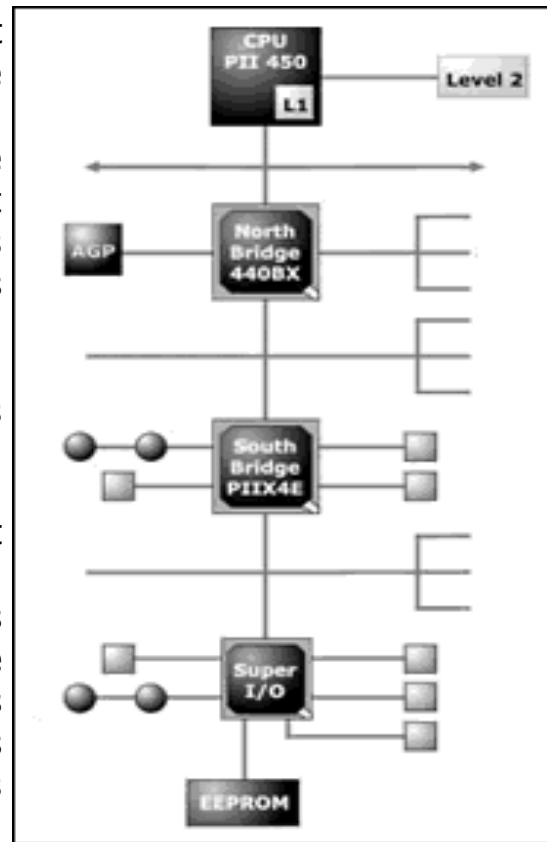 CPU
PII 450
L1
Level 2
North
Bridge
440BX
AGP
South
Bridge
PIIX4E
Super
I/O
EEPROM